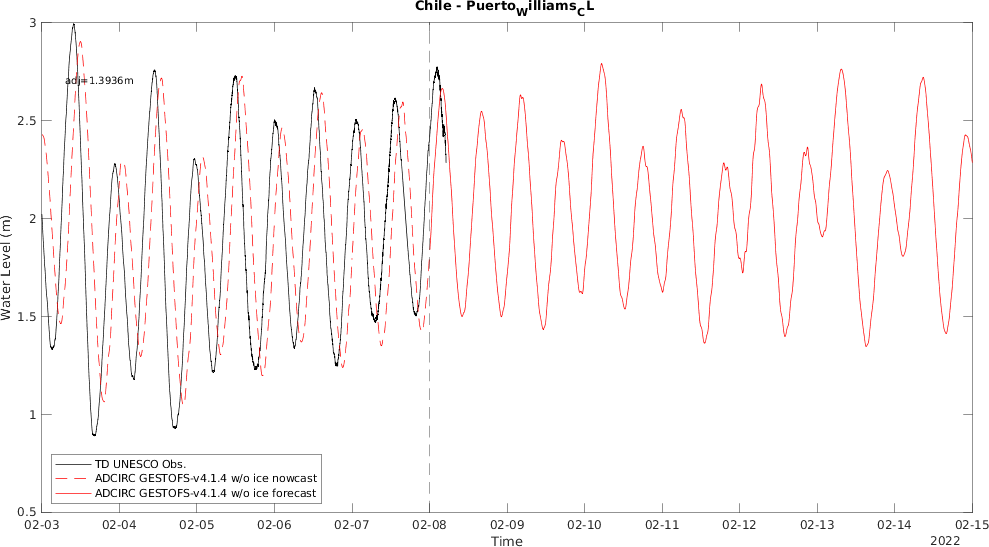 Chile - PuertoWilliamsCL
3
adj=1.3936m
2.5
2
Water Level (m)
1.5
1
TD UNESCO Obs.
ADCIRC GESTOFS-v4.1.4 w/o ice nowcast
ADCIRC GESTOFS-v4.1.4 w/o ice forecast
0.5
02-03 02-04 02-05 02-06 02-07 02-08 02-09 02-10 02-11 02-12 02-13 02-14 02-15
Time
2022